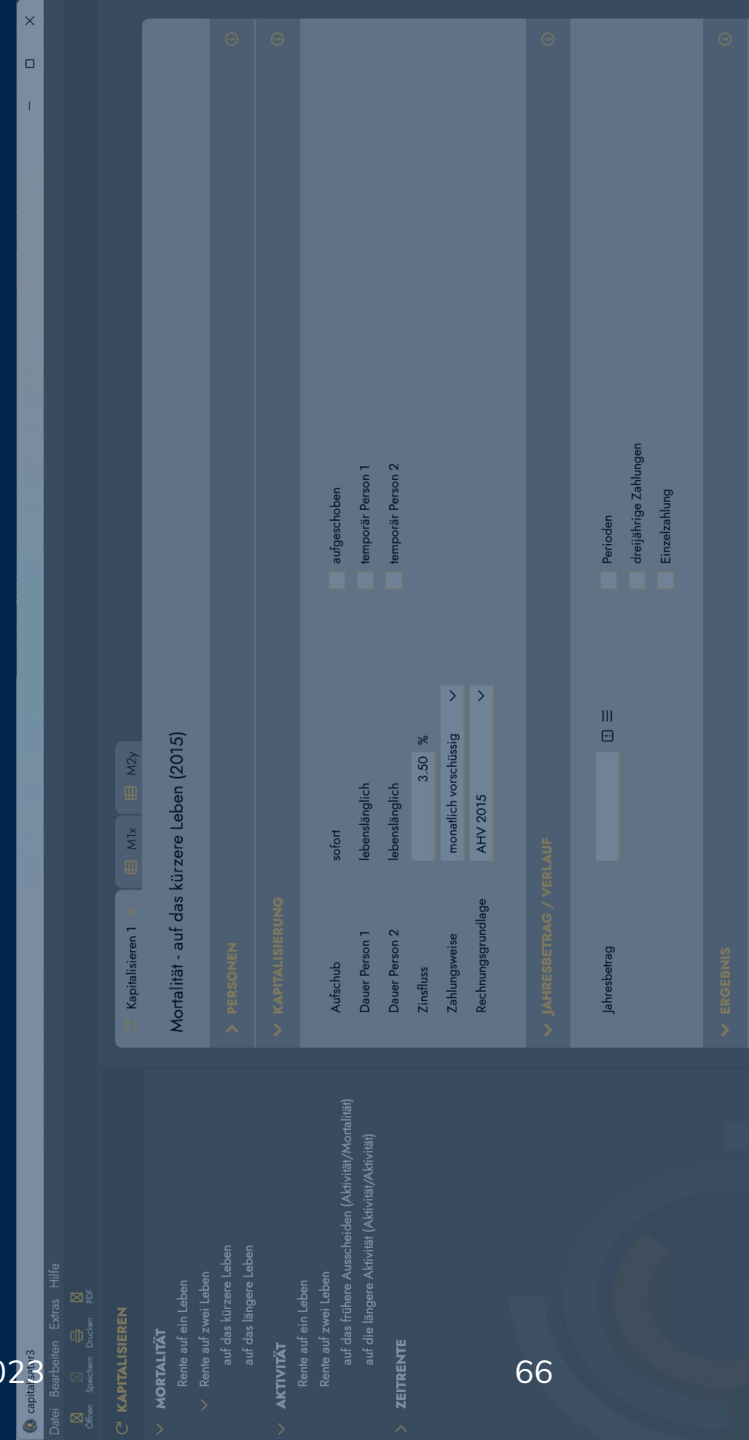 capitalisator3
Datei Bearbeiten Extras Hilfe
Öffnen Speichern Drucken PDF
KAPITALISIEREN
MORTALITÄT
Rente auf ein Leben
Rente auf zwei Leben
auf das kürzere Leben
auf das längere Leben
AKTIVITÄT
Rente auf ein Leben
Rente auf zwei Leben
auf das frühere Ausscheiden (Aktivität/Mortalität)
auf die längere Aktivität (Aktivität/Aktivität)
ZEITRENTE
Kapitalisieren 1 M1x M2y
Mortalität - auf das kürzere Leben (2015)
PERSONEN
KAPITALISIERUNG
Aufschub sofort aufgeschoben
Dauer Person 1 lebenslänglich temporär Person 1
Dauer Person 2 lebenslänglich temporär Person 2
Zinsfluss 3.50 %
Zahlungsweise monatlich vorschüssig
Rechnungsgrundlage AHV 2015
JAHRESBETRAG / VERLAUF
Jahresbetrag Perioden
dreijährige Zahlungen
Einzelzahlung
ERGEBNIS
66